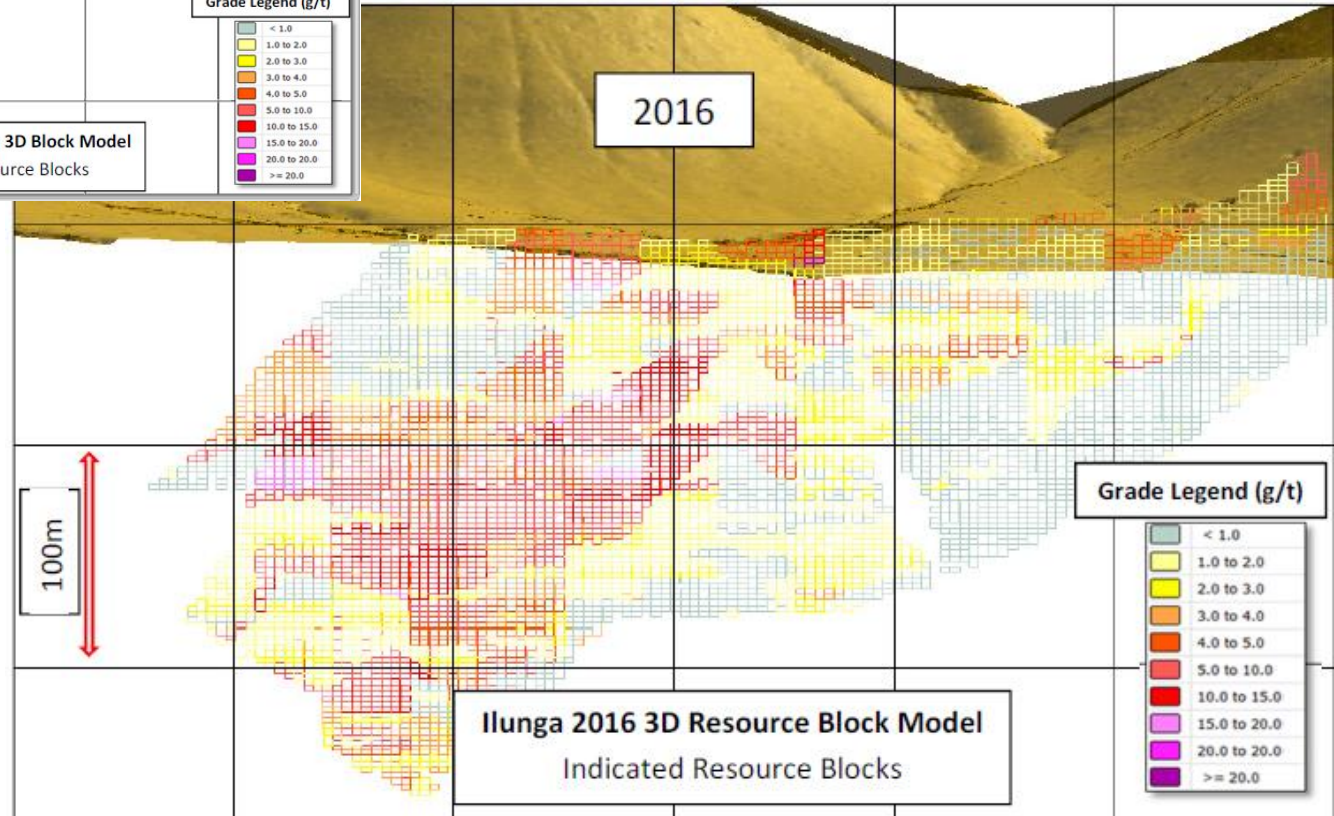 Grade Legend (g/t)
< 1.0
1.0 to 2.0
2.0 to 3.0
3.0 to 4.0
4.0 to 5.0
5.0 to 10.0
10.0 to 15.0
15.0 to 20.0
20.0 to 20.0
>= 20.0
3D Block Model
urce Blocks
2016
100m
Grade Legend (g/t)
< 1.0
1.0 to 2.0
2.0 to 3.0
3.0 to 4.0
4.0 to 5.0
5.0 to 10.0
10.0 to 15.0
15.0 to 20.0
20.0 to 20.0
>= 20.0
Ilunga 2016 3D Resource Block Model
Indicated Resource Blocks